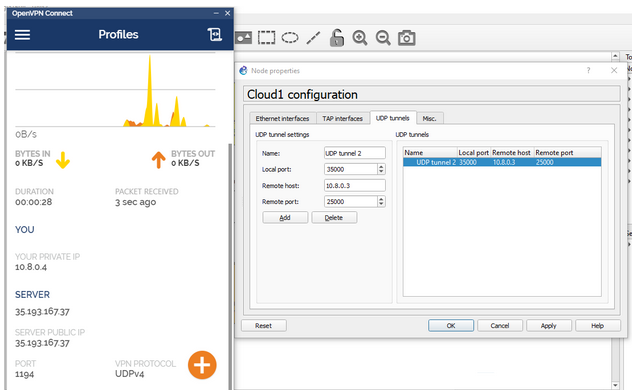 OpenVPN Connect
Profiles
0B/s
BYTES IN
0 KB/S
BYTES OUT
0 KB/S
DURATION
00:00:28
PACKET RECEIVED
3 sec ago
YOU
YOUR PRIVATE IP
10.8.0.4
SERVER
35.193.167.37
SERVER PUBLIC IP
35.193.167.37
PORT
1194
VPN PROTOCOL
UDPv4
Node properties
Cloud1 configuration
Ethernet interfaces
TAP interfaces
UDP tunnels
Misc.
UDP tunnel settings
Name:
UDP tunnel 2
Local port:
35000
Remote host:
10.8.0.3
Remote port:
25000
Add
Delete
UDP tunnels
Name Local port Remote host Remote port
UDP tunnel 2 35000 10.8.0.3 25000
Reset
OK
Cancel
Apply
Help
To